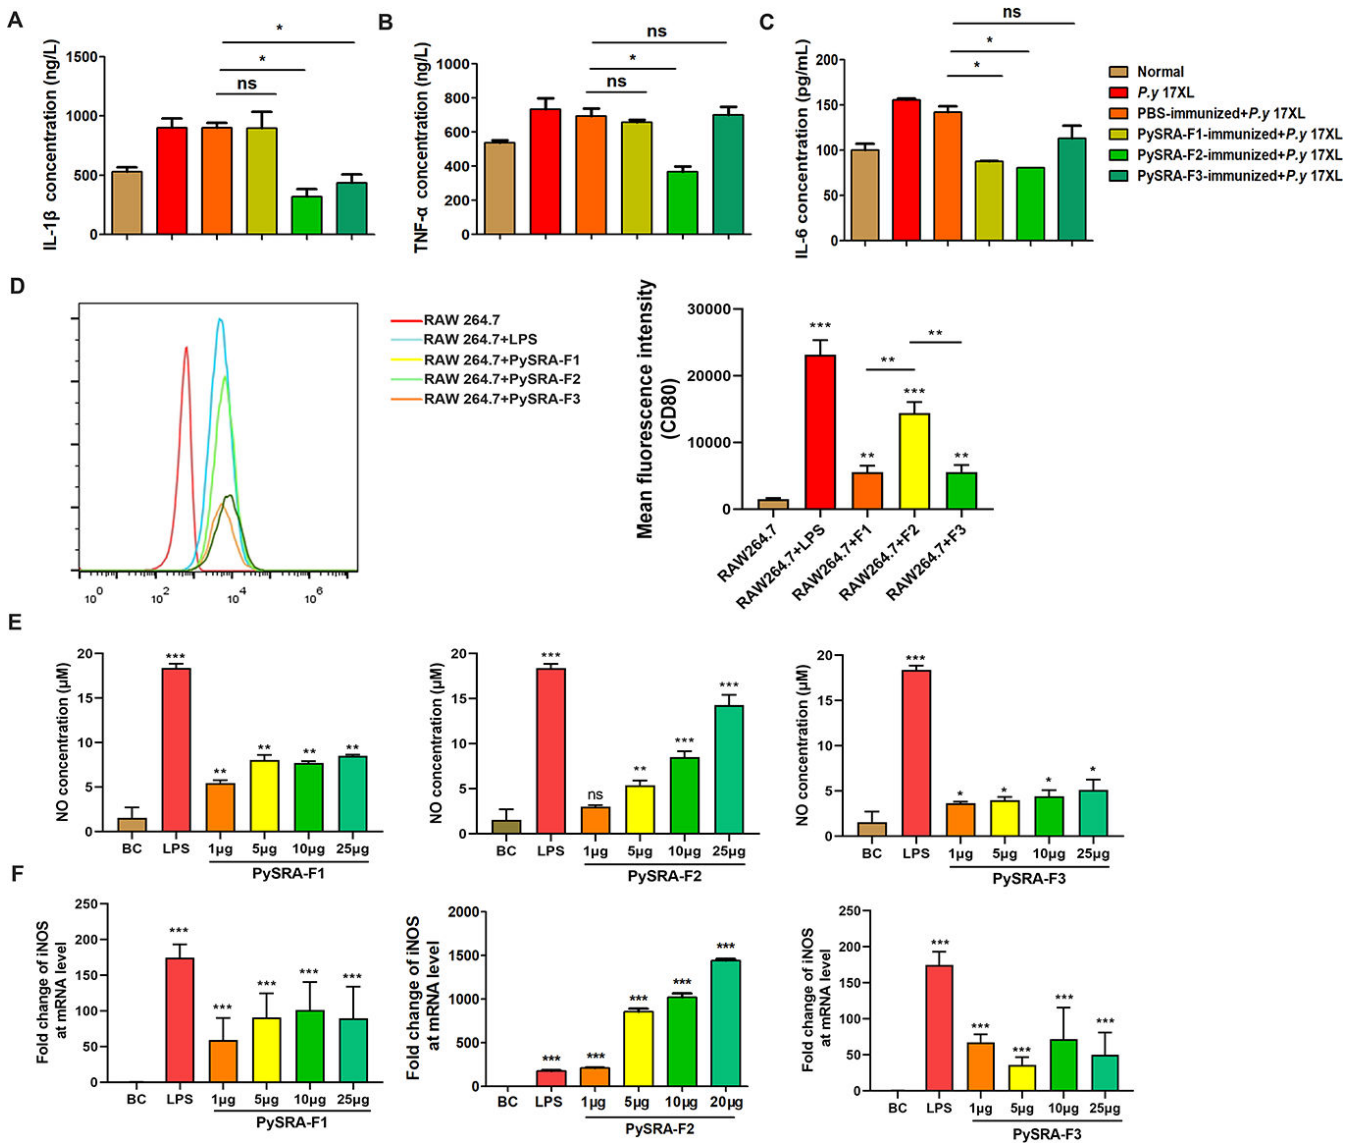 A
IL-1β concentration (ng/L)
1500
1000
500
0
ns
*
*
B
TNF-α concentration (ng/L)
1000
800
600
400
200
0
ns
*
ns
C
IL-6 concentration (pg/mL)
200
150
100
50
0
ns
*
*
Normal
P.y 17XL
PBS-immunized+P.y 17XL
PySRA-F1-immunized+P.y 17XL
PySRA-F2-immunized+P.y 17XL
PySRA-F3-immunized+P.y 17XL
D
10⁰ 10² 10⁴ 10⁶
RAW 264.7
RAW 264.7+LPS
RAW 264.7+PySRA-F1
RAW 264.7+PySRA-F2
RAW 264.7+PySRA-F3
Mean fluorescence intensity
(CD80)
30000
20000
10000
0
*** ** *** **
** **
RAW264.7
RAW264.7+LPS
RAW264.7+F1
RAW264.7+F2
RAW264.7+F3
E
NO concentration (μM)
20
15
10
5
0
*** ** ** ** **
BC LPS 1μg 5μg 10μg 25μg
PySRA-F1
NO concentration (μM)
20
15
10
5
0
*** ns ** *** ***
BC LPS 1μg 5μg 10μg 25μg
PySRA-F2
NO concentration (μM)
20
15
10
5
0
*** * * * *
BC LPS 1μg 5μg 10μg 25μg
PySRA-F3
F
Fold change of iNOS
at mRNA level
250
200
150
100
50
0
*** *** *** *** ***
BC LPS 1μg 5μg 10μg 25μg
PySRA-F1
Fold change of iNOS
at mRNA level
2000
1500
1000
500
0
*** *** *** *** ***
BC LPS 1μg 5μg 10μg 20μg
PySRA-F2
Fold change of iNOS
at mRNA level
250
200
150
100
50
0
*** *** *** *** ***
BC LPS 1μg 5μg 10μg 25μg
PySRA-F3